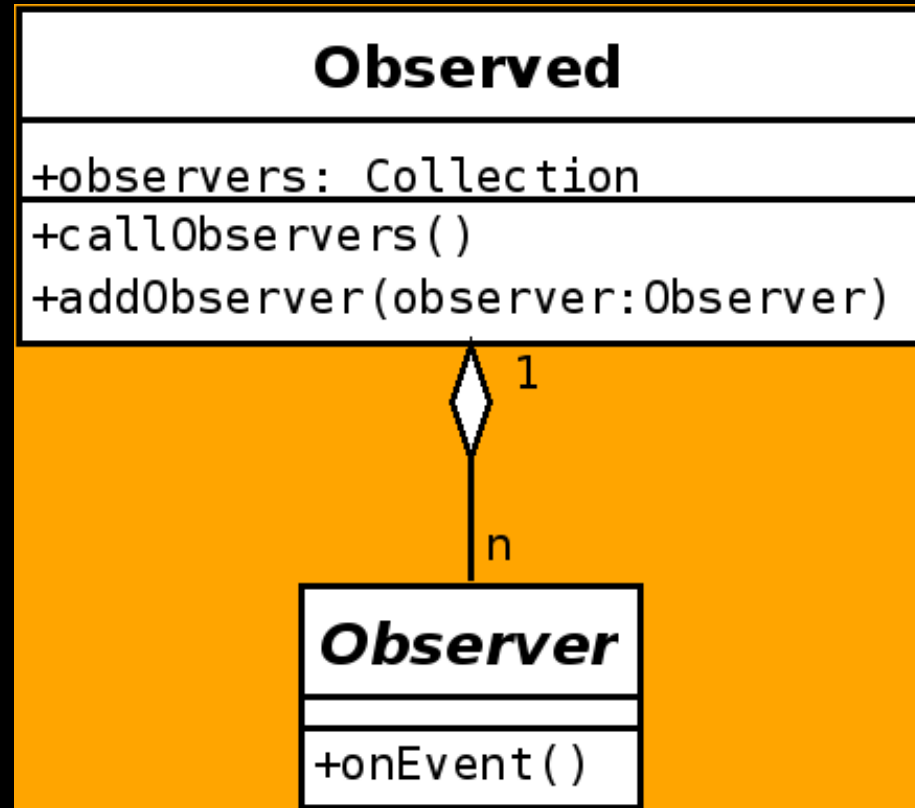 Observed
+observers: Collection
+callObservers()
+addObserver(observer:Observer)
1
n
Observer
+onEvent()